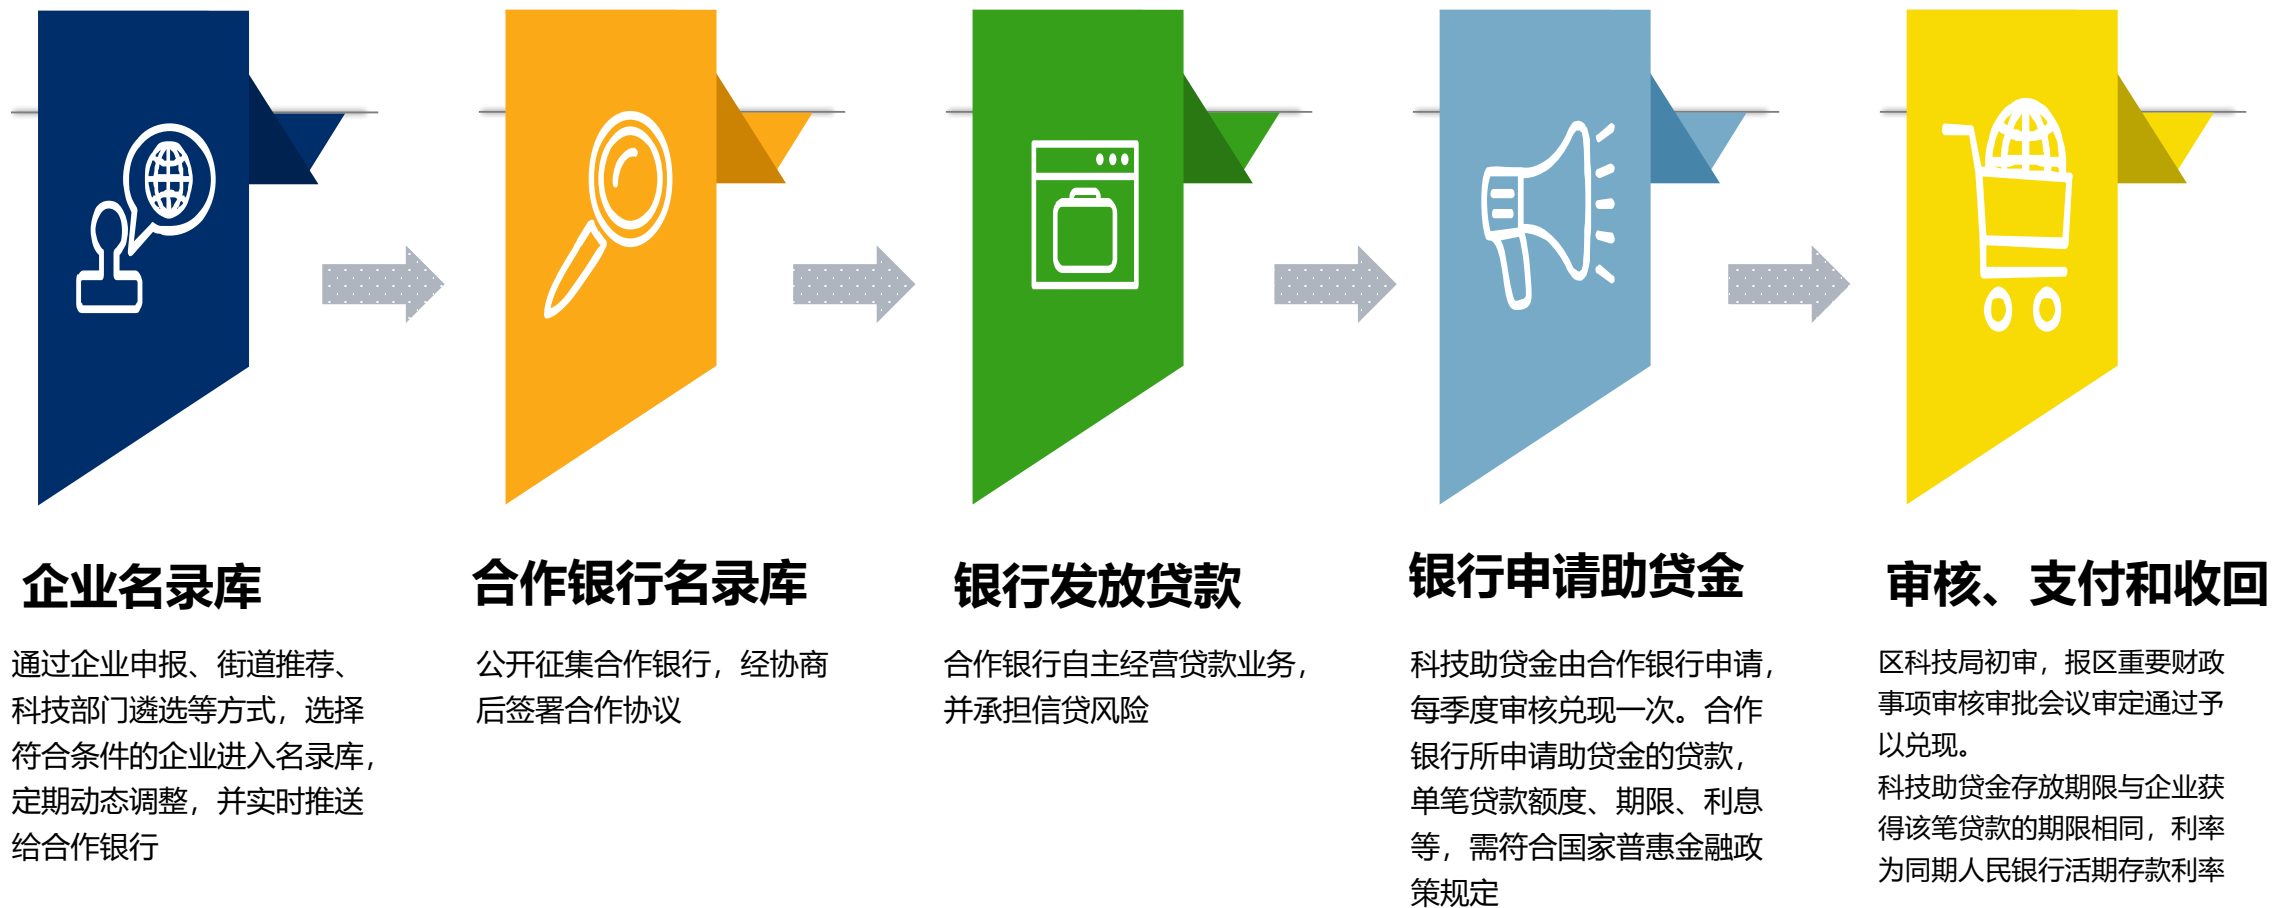 企业名录库
通过企业申报、街道推荐、
科技部门遴选等方式，选择
符合条件的企业进入名录库，
定期动态调整，并实时推送
给合作银行
合作银行名录库
公开征集合作银行，经协商
后签署合作协议
银行发放贷款
合作银行自主经营贷款业务，
并承担信贷风险
银行申请助贷金
科技助贷金由合作银行申请，
每季度审核兑现一次。合作
银行所申请助贷金的贷款，
单笔贷款额度、期限、利息
等，需符合国家普惠金融政
策规定
审核、支付和收回
区科技局初审，报区重要财政
事项审核审批会议审定通过予
以兑现。
科技助贷金存放期限与企业获
得该笔贷款的期限相同，利率
为同期人民银行活期存款利率